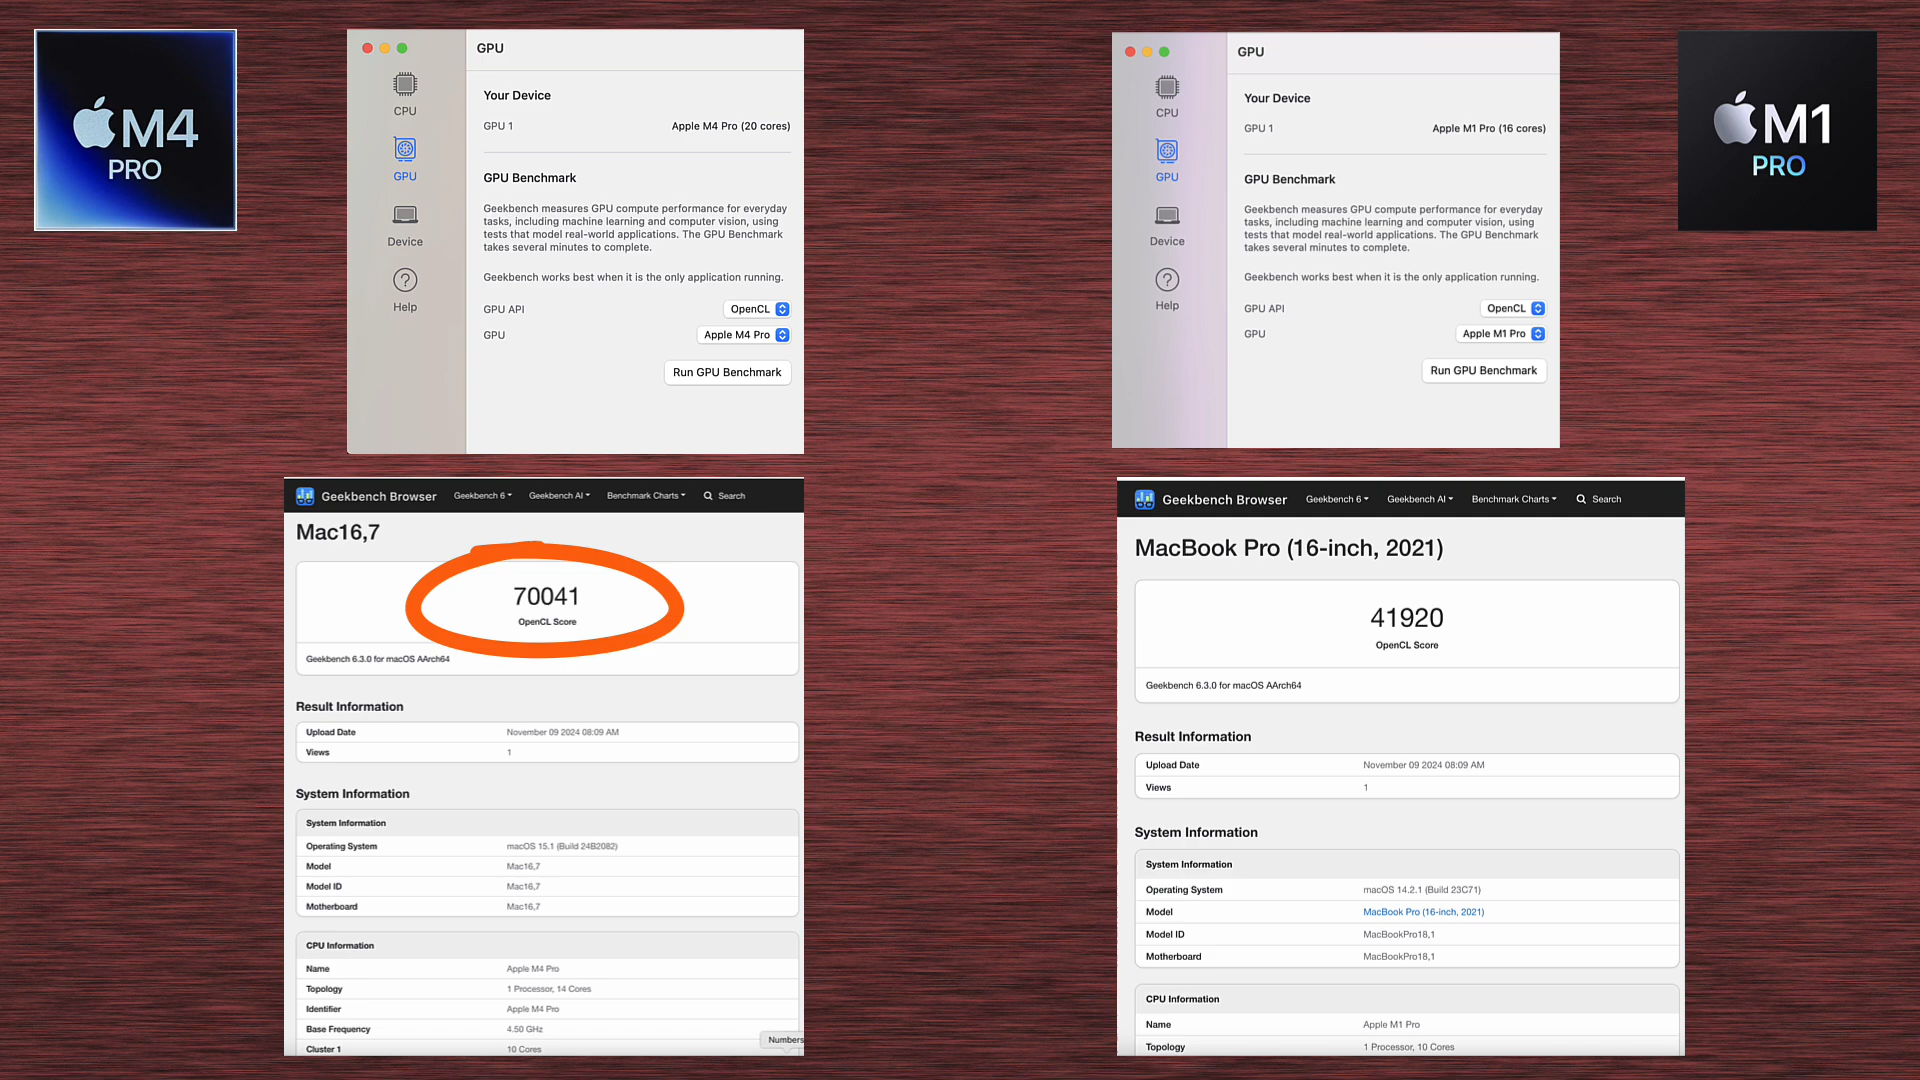 M4
PRO
GPU
CPU
GPU
Device
Help
Your Device
GPU 1 Apple M4 Pro (20 cores)
GPU Benchmark
Geekbench measures GPU compute performance for everyday
tasks, including machine learning and computer vision, using
tests that model real-world applications. The GPU Benchmark
takes several minutes to complete.
Geekbench works best when it is the only application running.
GPU API OpenCL
GPU Apple M4 Pro
Run GPU Benchmark
GPU
CPU
GPU
Device
Help
Your Device
GPU 1 Apple M1 Pro (16 cores)
GPU Benchmark
Geekbench measures GPU compute performance for everyday
tasks, including machine learning and computer vision, using
tests that model real-world applications. The GPU Benchmark
takes several minutes to complete.
Geekbench works best when it is the only application running.
GPU API OpenCL
GPU Apple M1 Pro
Run GPU Benchmark
M1
PRO
Geekbench Browser Geekbench 6 Geekbench AI Benchmark Charts Search
Mac16,7
70041
OpenCL Score
Geekbench 6.3.0 for macOS AArch64
Result Information
Upload Date November 09 2024 08:09 AM
Views 1
System Information
System Information
Operating System macOS 15.1 (Build 24B2082)
Model Mac16,7
Model ID Mac16,7
Motherboard Mac16,7
CPU Information
Name Apple M4 Pro
Topology 1 Processor, 14 Cores
Identifier Apple M4 Pro
Base Frequency 4.50 GHz
Cluster 1 10 Cores
Numbers
Geekbench Browser Geekbench 6 Geekbench AI Benchmark Charts Search
MacBook Pro (16-inch, 2021)
41920
OpenCL Score
Geekbench 6.3.0 for macOS AArch64
Result Information
Upload Date November 09 2024 08:09 AM
Views 1
System Information
System Information
Operating System macOS 14.2.1 (Build 23C71)
Model MacBook Pro (16-inch, 2021)
Model ID MacBookPro18,1
Motherboard MacBookPro18,1
CPU Information
Name Apple M1 Pro
Topology 1 Processor, 10 Cores